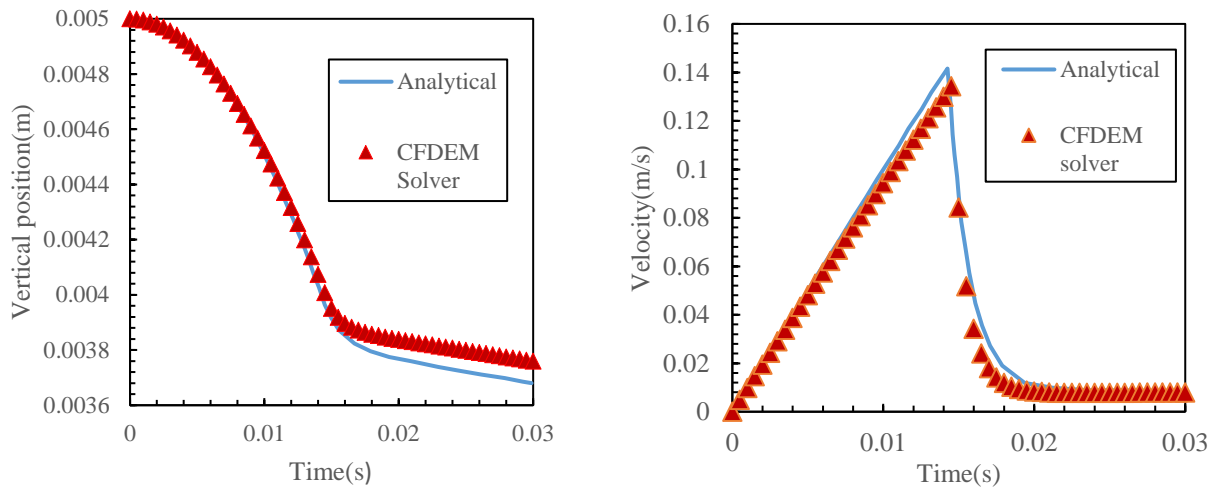 0.005
0.0048
0.0046
0.0044
0.0042
0.004
0.0038
0.0036
Vertical position(m)
Analytical
CFDEM
Solver
0
0.01
0.02
0.03
Time(s)
0.16
0.14
0.12
0.1
0.08
0.06
0.04
0.02
0
Velocity(m/s)
Analytical
CFDEM
solver
0
0.01
0.02
0.03
Time(s)